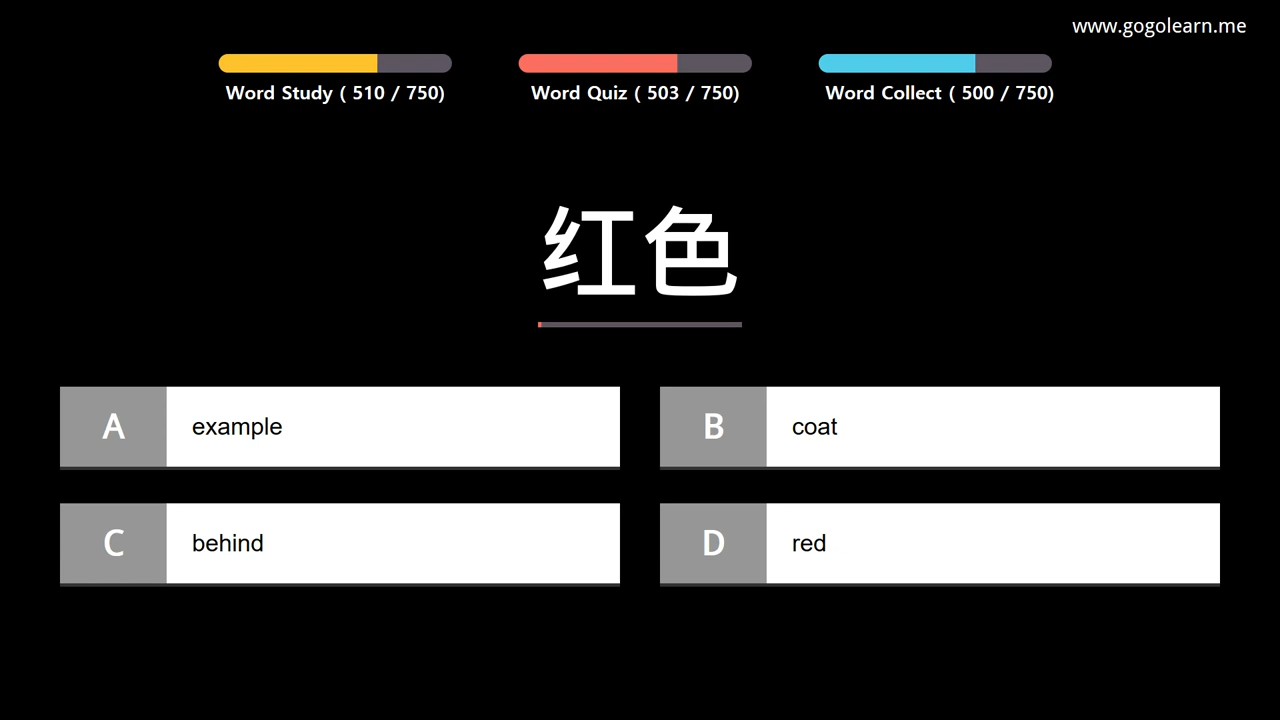 www.gogolearn.me
Word Study ( 510 / 750) Word Quiz ( 503 / 750) Word Collect ( 500 / 750)
红色
A example
B coat
C behind
D red